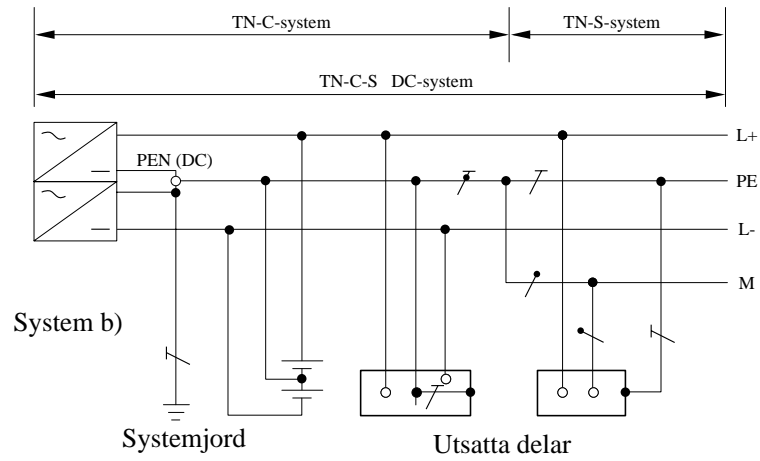 TN-C-system
TN-S-system
TN-C-S DC-system
L+
PEN (DC)
PE
L-
M
System b)
Systemjord
Utsatta delar